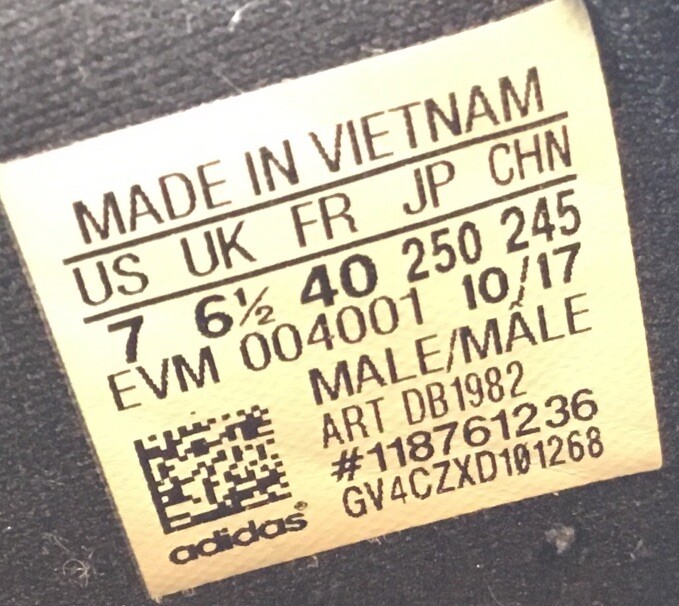 MADE IN VIETNAM
US UK FR JP CHN
7 6½ 40 250 245
EVM 004001 10/17
MALE/MÂLE
ART DB1982
#118761236
GV4CZXD101268
adidas®